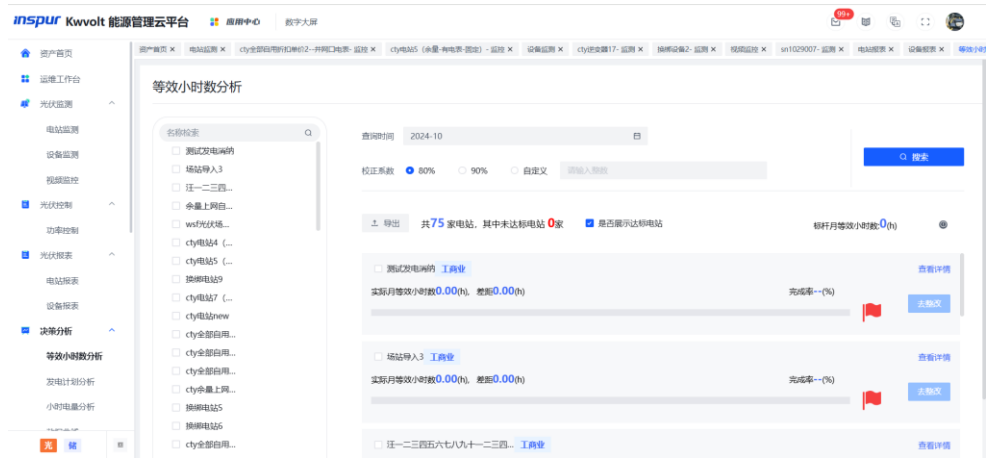 inspur Kwvolt 能源管理云平台 应用中心 数字大屏 99+
资产首页 电站监测 cty全部自用折扣单价12--并网口电表- 监控 cty电站5（余量-有电表-固定）- 监控 设备监测 cty逆变器17- 监测 换绑设备2- 监测 视频监控 sn1029007- 监测 电站报表 设备报表 等效小时
资产首页
运维工作台
光伏监测
电站监测
设备监测
视频监控
光伏控制
功率控制
光伏报表
电站报表
设备报表
决策分析
等效小时数分析
发电计划分析
小时电量分析
光 储
等效小时数分析
名称检索
测试发电消纳
场站导入3
汪一二三四...
余量上网自...
wsf光伏场...
cty电站4（...
cty电站5（...
换绑电站9
cty电站7（...
cty电站new
cty全部自用...
cty全部自用...
cty全部自用...
cty余量上网...
换绑电站5
换绑电站6
cty全部自用...
查询时间 2024-10
校正系数 80% 90% 自定义 请输入整数
搜索
导出 共75 家电站，其中未达标电站 0家 是否展示达标电站 标杆月等效小时数:0(h)
测试发电消纳 工商业 查看详情
实际月等效小时数0.00(h)，差距0.00(h) 完成率--(%)
去整改
场站导入3 工商业 查看详情
实际月等效小时数0.00(h)，差距0.00(h) 完成率--(%)
去整改
汪一二三四五六七八九十一二三四... 工商业 查看详情